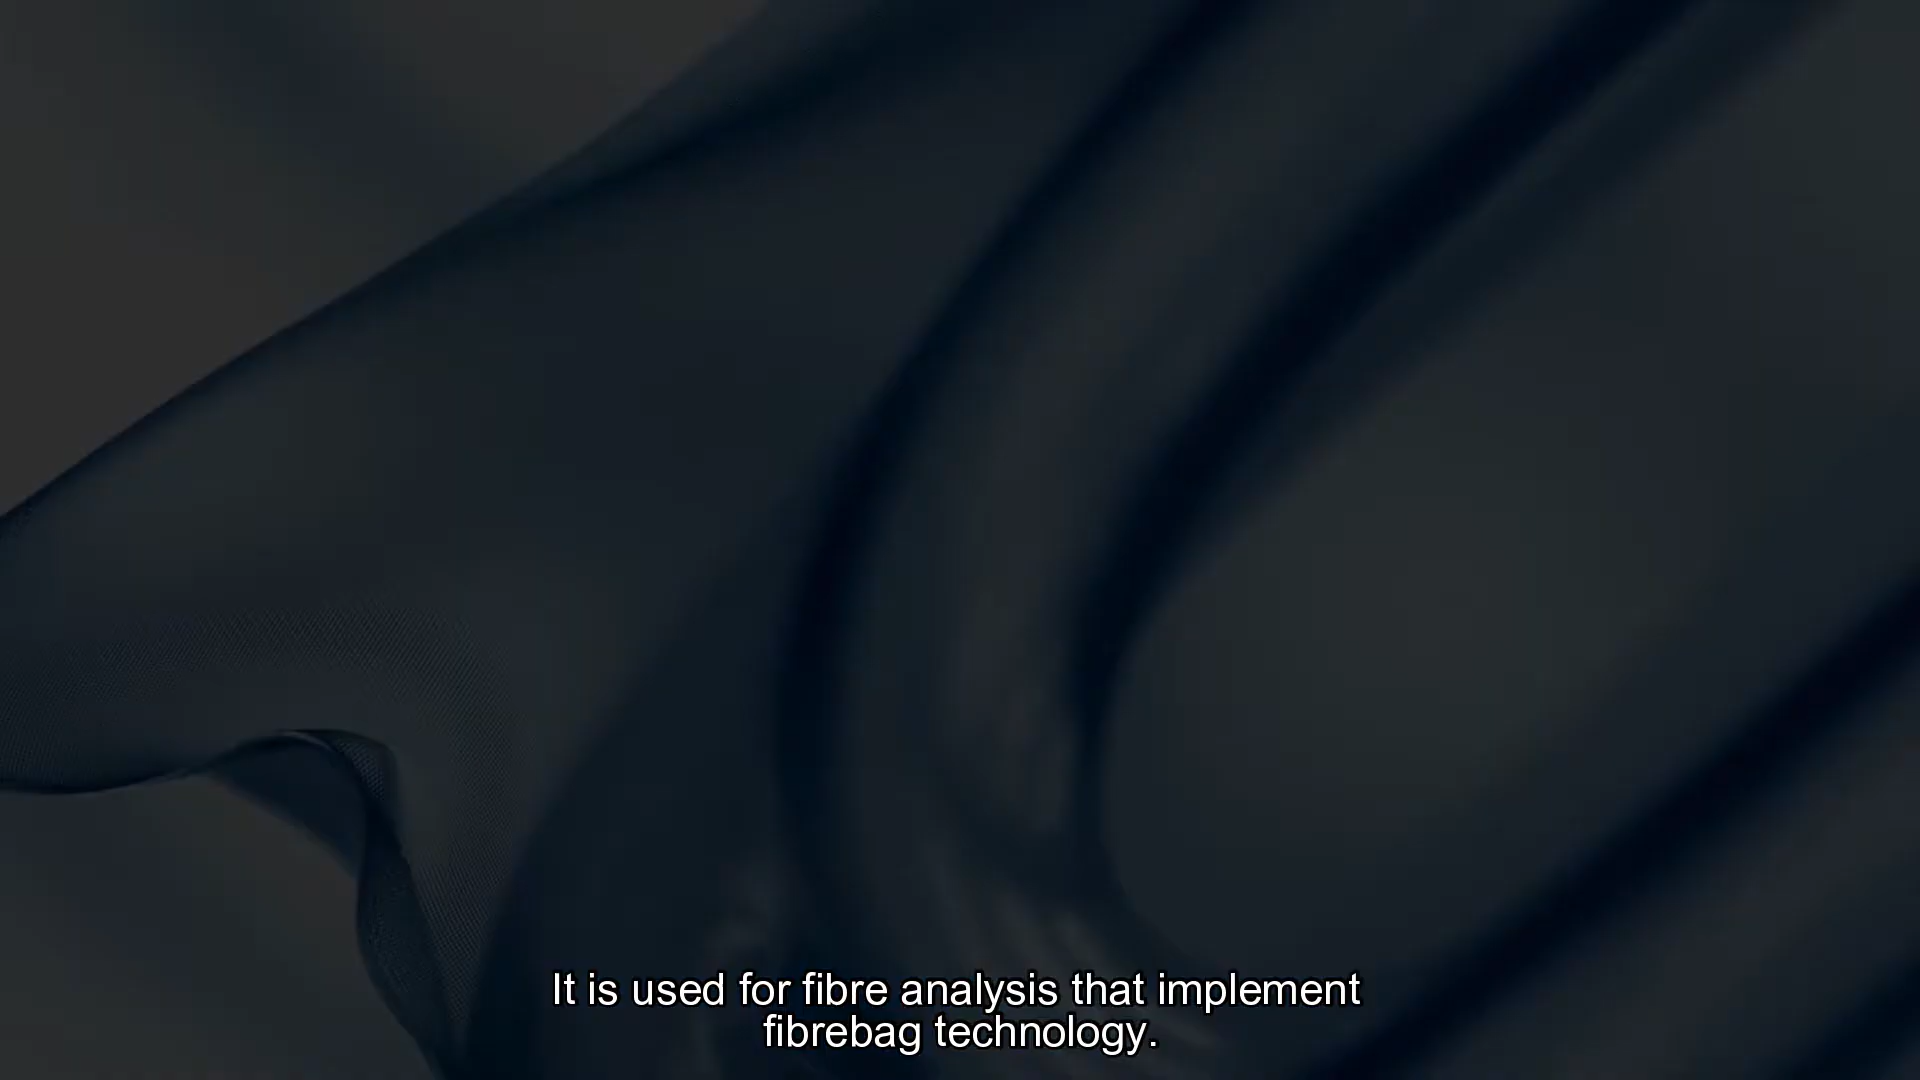 It is used for fibre analysis that implement
fibrebag technology.